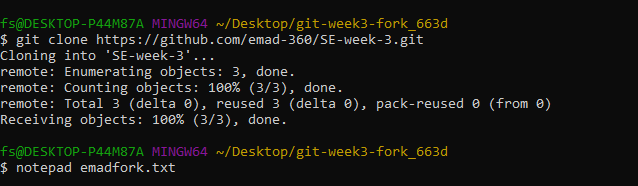 fs@DESKTOP-P44M87A MINGW64 ~/Desktop/git-week3-fork_663d
$ git clone https://github.com/emad-360/SE-week-3.git
Cloning into 'SE-week-3'...
remote: Enumerating objects: 3, done.
remote: Counting objects: 100% (3/3), done.
remote: Total 3 (delta 0), reused 3 (delta 0), pack-reused 0 (from 0)
Receiving objects: 100% (3/3), done.
fs@DESKTOP-P44M87A MINGW64 ~/Desktop/git-week3-fork_663d
$ notepad emadfork.txt